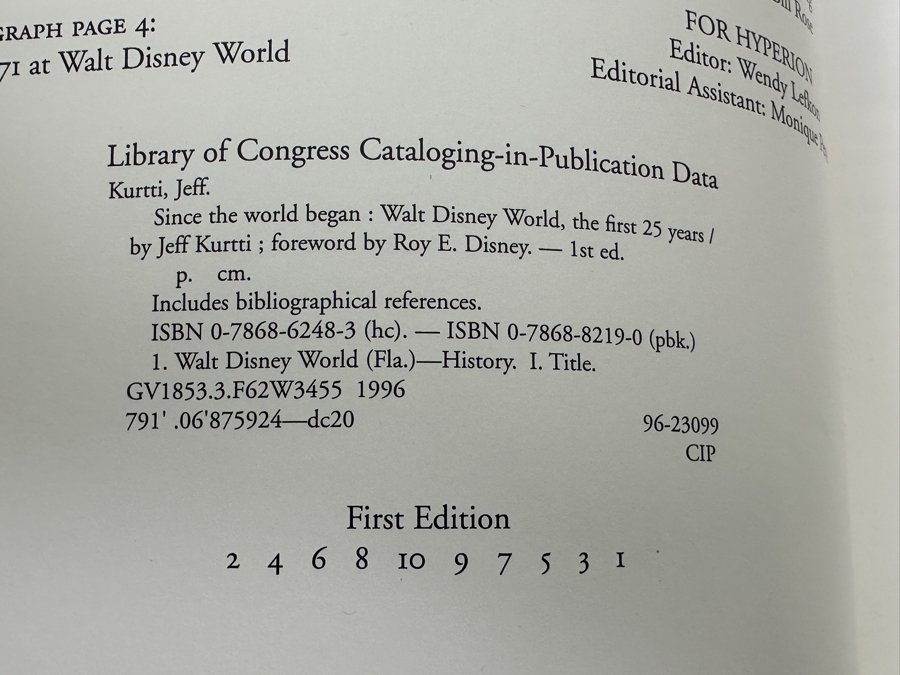 GRAPH PAGE 4:
71 at Walt Disney World
Rose
FOR HYPERION
Editor: Wendy Lefkon
Editorial Assistant: Monique
Library of Congress Cataloging-in-Publication Data
Kurtti, Jeff.
Since the world began : Walt Disney World, the first 25 years /
by Jeff Kurtti ; foreword by Roy E. Disney. — 1st ed.
p. cm.
Includes bibliographical references.
ISBN 0-7868-6248-3 (hc). — ISBN 0-7868-8219-0 (pbk.)
1. Walt Disney World (Fla.)—History. I. Title.
GV1853.3.F62W3455 1996
791' .06'875924—dc20 96-23099
CIP
First Edition
2 4 6 8 10 9 7 5 3 1